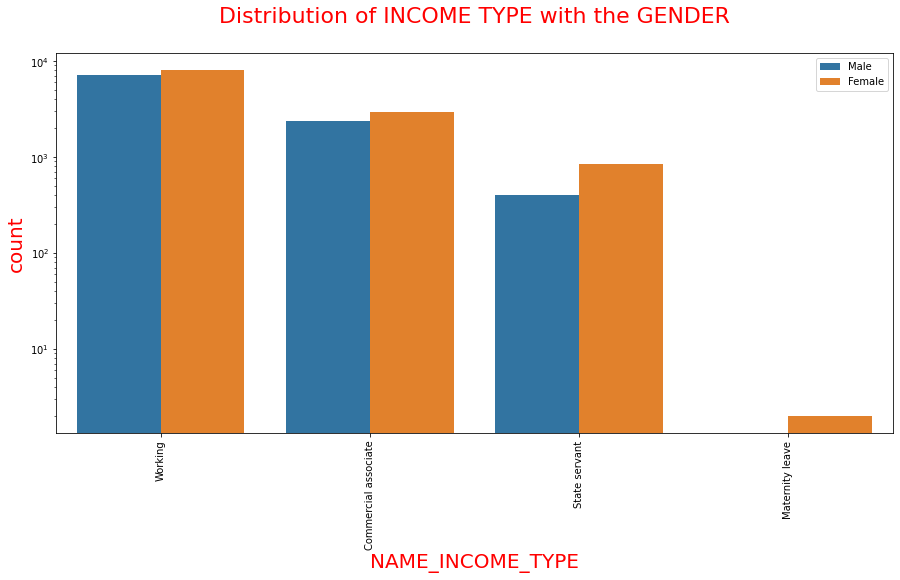 Distribution of INCOME TYPE with the GENDER
Male
Female
count
10⁴
10³
10²
10¹
Working
Commercial associate
State servant
Maternity leave
NAME_INCOME_TYPE